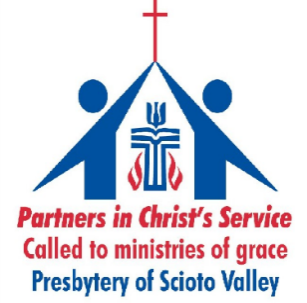 Partners in Christ's Service
Called to ministries of grace
Presbytery of Scioto Valley